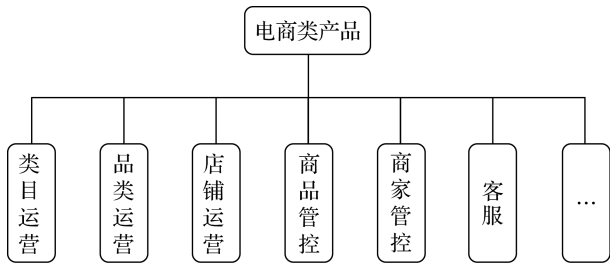 电商类产品
类目运营
品类运营
店铺运营
商品管控
商家管控
客服
…